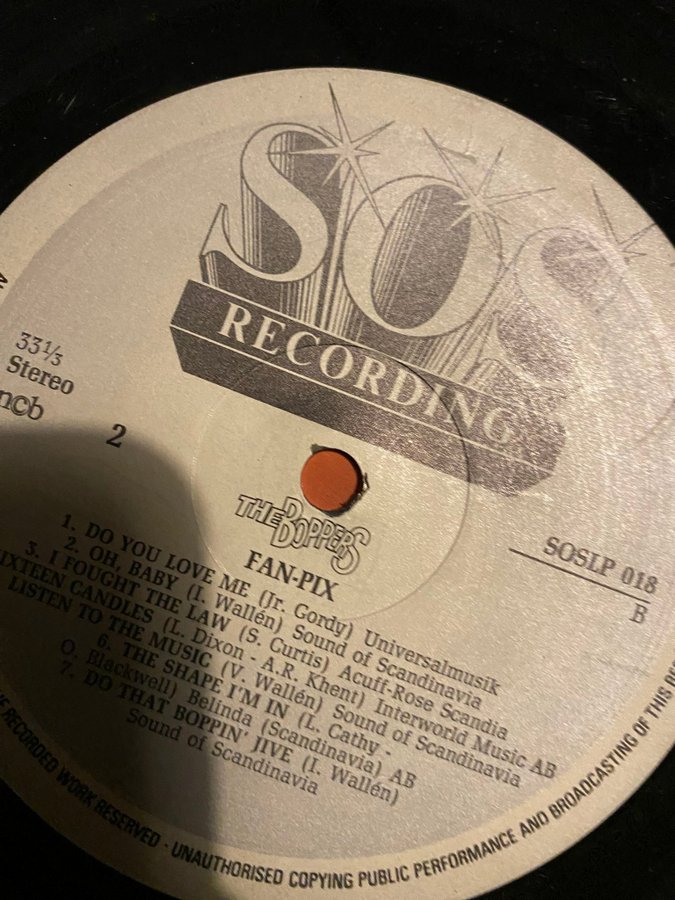 SOS
RECORDING
33⅓
Stereo
n©b
2
THE BOPPERS
FAN-PIX
SOSLP 018
B
1. DO YOU LOVE ME (Jr. Gordy) Universalmusik
2. OH, BABY (I. Wallén) Sound of Scandinavia
3. I FOUGHT THE LAW (S. Curtis) Acuff-Rose Scandia
CANDLES (L. Dixon - A.R. Khent) Interworld Music AB
LISTEN TO THE MUSIC (V. Wallén) Sound of Scandinavia
6. THE SHAPE I'M IN (L. Cathy -
O. Blackwell) Belinda (Scandinavia) AB
7. DO THAT BOPPIN' JIVE (I. Wallén)
Sound of Scandinavia
RECORDED WORK RESERVED · UNAUTHORISED COPYING PUBLIC PERFORMANCE AND BROADCASTING OF THIS